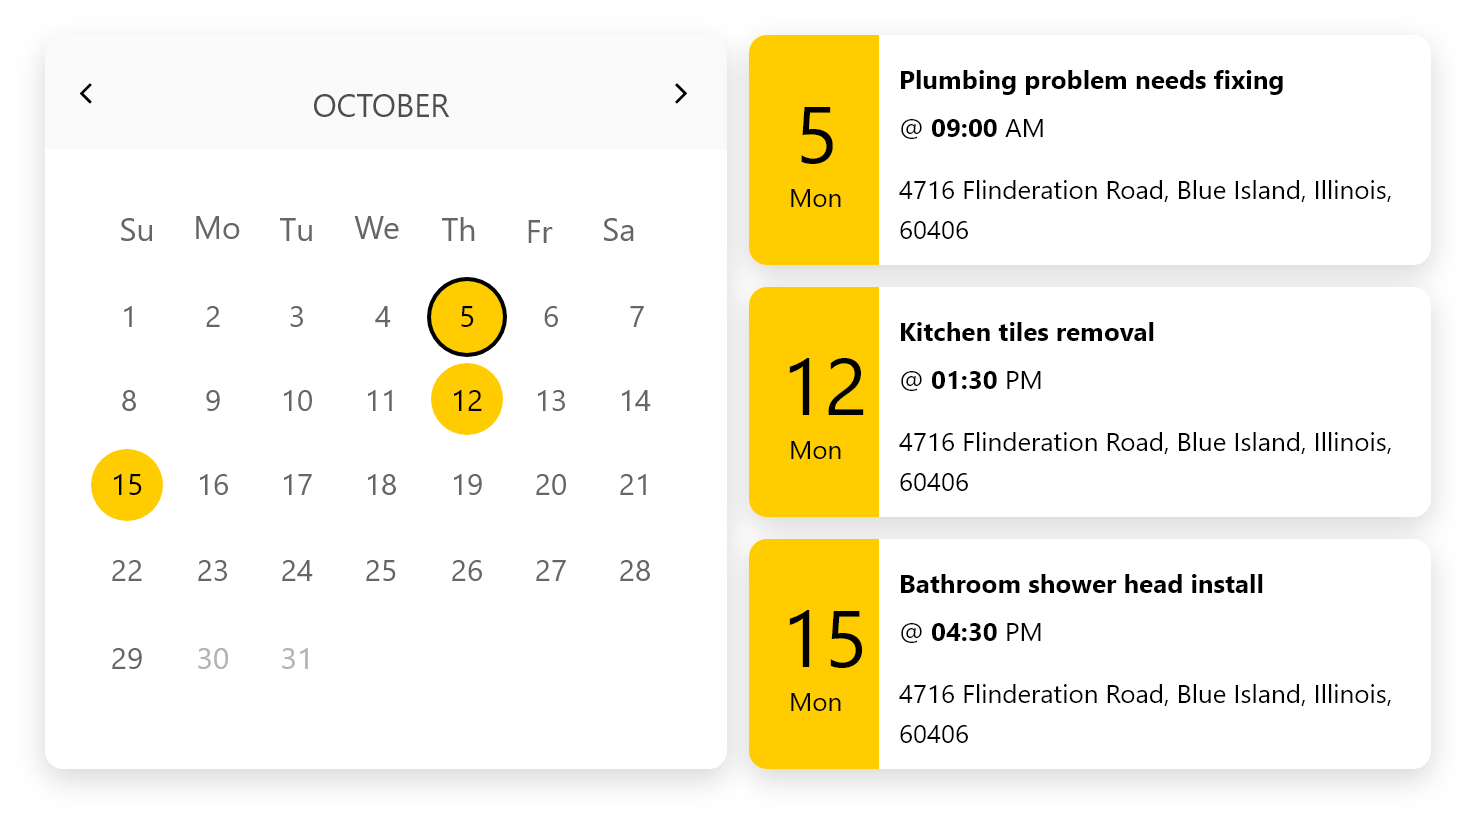 OCTOBER
Su Mo Tu We Th Fr Sa
1 2 3 4 5 6 7
8 9 10 11 12 13 14
15 16 17 18 19 20 21
22 23 24 25 26 27 28
29 30 31
5
Mon
Plumbing problem needs fixing
@ 09:00 AM
4716 Flinderation Road, Blue Island, Illinois,
60406
12
Mon
Kitchen tiles removal
@ 01:30 PM
4716 Flinderation Road, Blue Island, Illinois,
60406
15
Mon
Bathroom shower head install
@ 04:30 PM
4716 Flinderation Road, Blue Island, Illinois,
60406